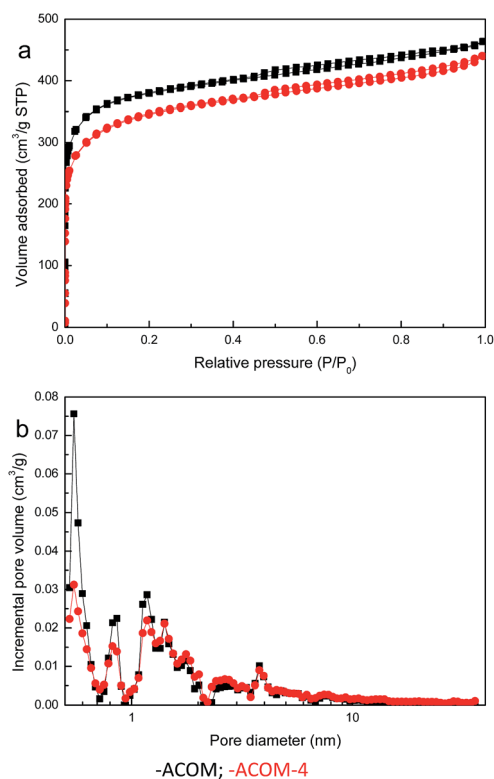 a
500
400
300
200
100
0
Volume adsorbed (cm³/g STP)
0.0 0.2 0.4 0.6 0.8 1.0
Relative pressure (P/P₀)
b
0.08
0.07
0.06
0.05
0.04
0.03
0.02
0.01
0.00
Incremental pore volume (cm³/g)
1 10
Pore diameter (nm)
-ACOM; -ACOM-4